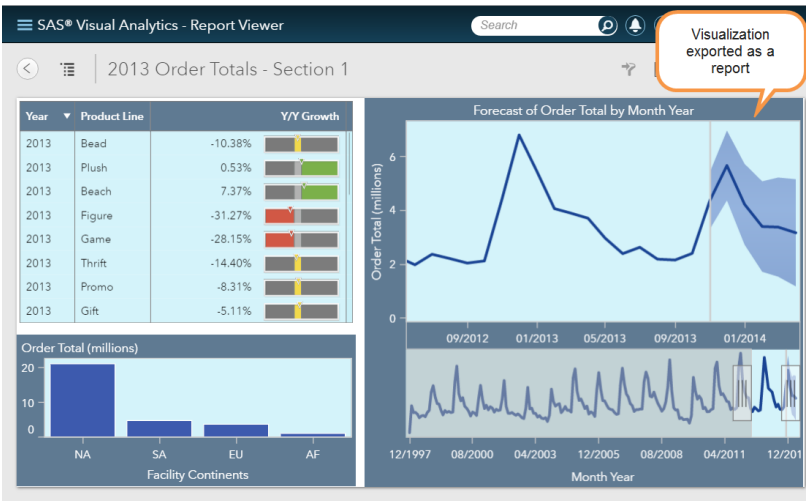 SAS® Visual Analytics - Report Viewer
Search
Visualization
exported as a
report
2013 Order Totals - Section 1
Year ▼ Product Line Y/Y Growth
2013 Bead -10.38%
2013 Plush 0.53%
2013 Beach 7.37%
2013 Figure -31.27%
2013 Game -28.15%
2013 Thrift -14.40%
2013 Promo -8.31%
2013 Gift -5.11%
Forecast of Order Total by Month Year
Order Total (millions)
6
4
2
0
09/2012 01/2013 05/2013 09/2013 01/2014
12/1997 08/2000 04/2003 12/2005 08/2008 04/2011 12/201
Month Year
Order Total (millions)
20
10
0
NA SA EU AF
Facility Continents